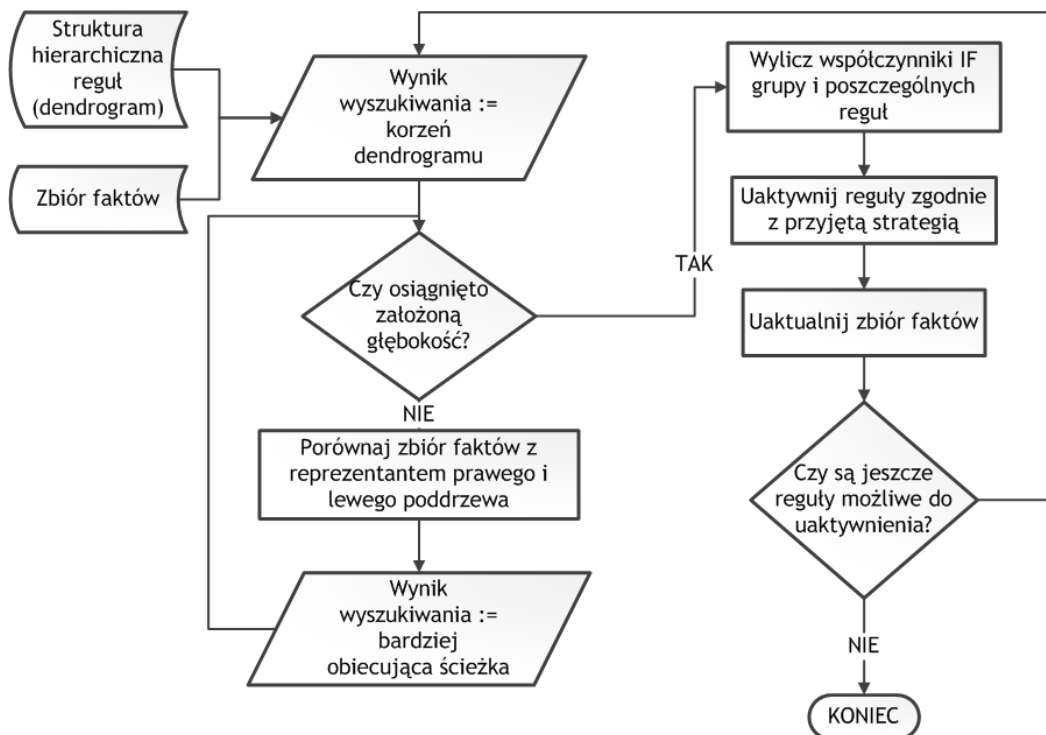 Struktura
hierarchiczna
reguł
(dendrogram)
Zbiór faktów
Wynik
wyszukiwania :=
korzeń
dendrogramu
Czy osiągnięto
założoną
głębokość?
NIE
Porównaj zbiór faktów z
reprezentantem prawego i
lewego poddrzewa
Wynik
wyszukiwania :=
bardziej
obiecująca ścieżka
TAK
Wylicz współczynniki IF
grupy i poszczególnych
reguł
Uaktywnij reguły zgodnie
z przyjętą strategią
Uaktualnij zbiór faktów
Czy są jeszcze
reguły możliwe do
uaktywnienia?
NIE
KONIEC